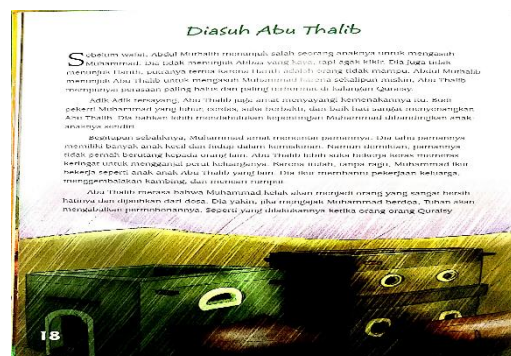 Diasuh Abu Thalib
Sebelum wafat, Abdul Muthalib menunjuk salah seorang anaknya untuk mengasuh
Muhammad. Dia tidak menunjuk Abbas yang kaya, tapi agak kikir. Dia juga tidak
menunjuk Harits, putranya tertua karena Harits adalah orang tidak mampu. Abdul Muthalib
menunjuk Abu Thalib untuk mengasuh Muhammad karena sekalipun miskin, Abu Thalib
mempunyai perasaan paling halus dan paling terhormat di kalangan Quraisy.
Adik-Adik tersayang, Abu Thalib juga amat menyayangi kemenakannya itu. Budi
pekerti Muhammad yang luhur, cerdas, suka berbakti, dan baik hati sangat menyenangkan
Abu Thalib. Dia bahkan lebih mendahulukan kepentingan Muhammad dibandingkan anak-
anaknya sendiri.
Begitupun sebaliknya, Muhammad amat mencintai pamannya. Dia tahu pamannya
memiliki banyak anak kecil dan hidup dalam kemiskinan. Namun demikian, pamannya
tidak pernah berutang kepada orang lain. Abu Thalib lebih suka bekerja keras memeras
keringat untuk mengganjal perut keluarganya. Karena itulah, tanpa ragu, Muhammad ikut
bekerja seperti anak-anak Abu Thalib yang lain. Dia ikut membantu pekerjaan keluarga,
menggembalakan kambing, dan mencari rumput.
Abu Thalib merasa bahwa Muhammad kelak akan menjadi orang yang sangat bersih
hatinya dan dijauhkan dari dosa. Dia yakin, jika mengajak Muhammad berdoa, Tuhan akan
mengabulkan permohonannya. Seperti yang dilakukannya ketika orang-orang Quraisy
18